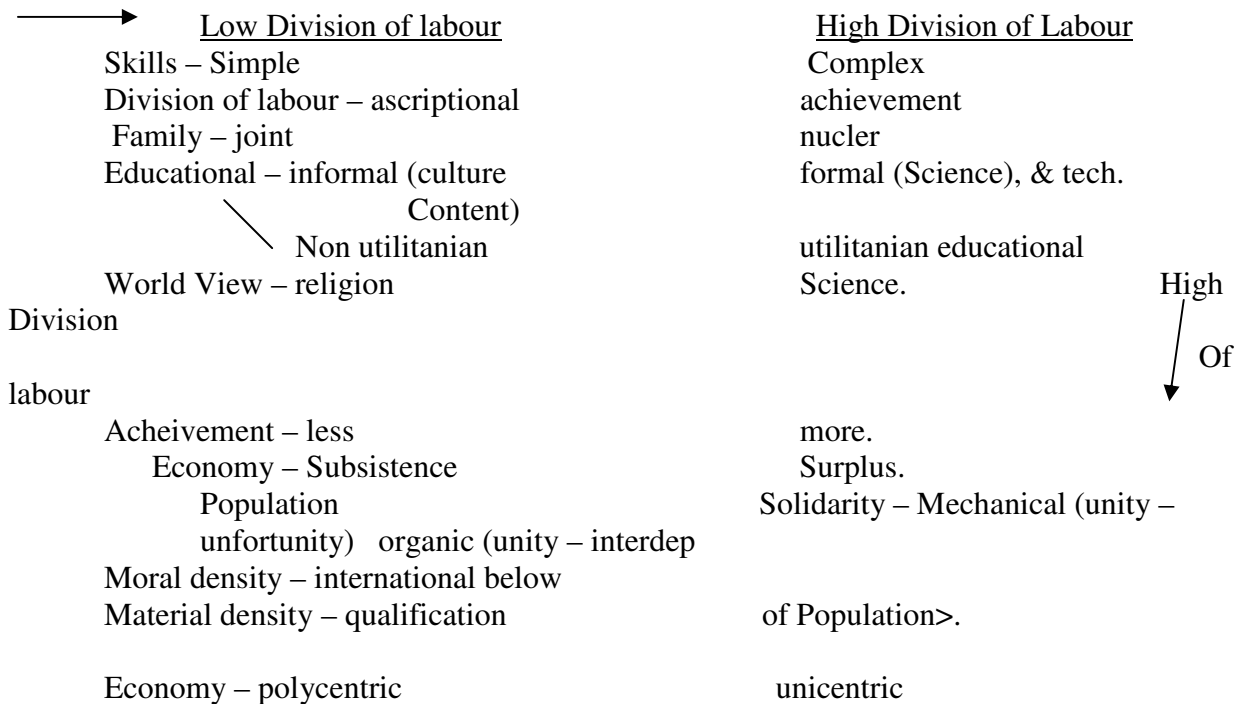 Low Division of labour High Division of Labour
Skills – Simple Complex
Division of labour – ascriptional achievement
Family – joint nucler
Educational – informal (culture formal (Science), & tech.
Content)
Non utilitanian utilitanian educational
World View – religion Science. High
Division
Of
labour
Acheivement – less more.
Economy – Subsistence Surplus.
Population Solidarity – Mechanical (unity –
unfortunity) organic (unity – interdep
Moral density – international below
Material density – qualification of Population>.
Economy – polycentric unicentric